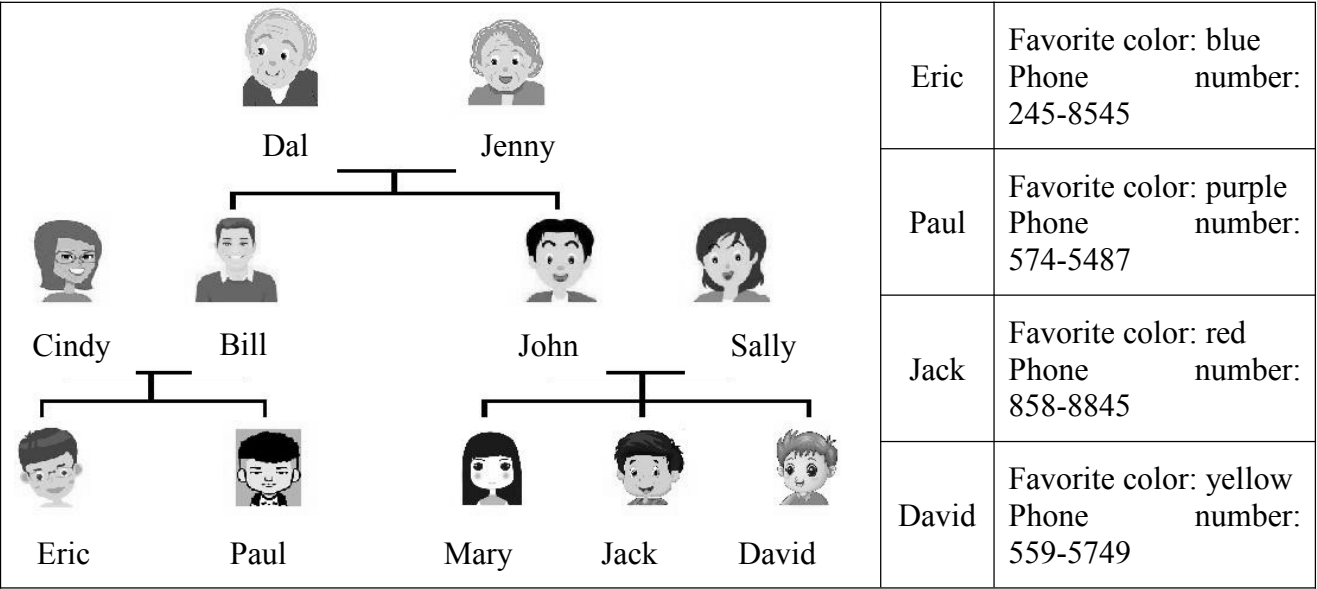 Dal Jenny
Cindy Bill John Sally
Eric Paul Mary Jack David
Eric
Favorite color: blue
Phone number:
245-8545
Paul
Favorite color: purple
Phone number:
574-5487
Jack
Favorite color: red
Phone number:
858-8845
David
Favorite color: yellow
Phone number:
559-5749